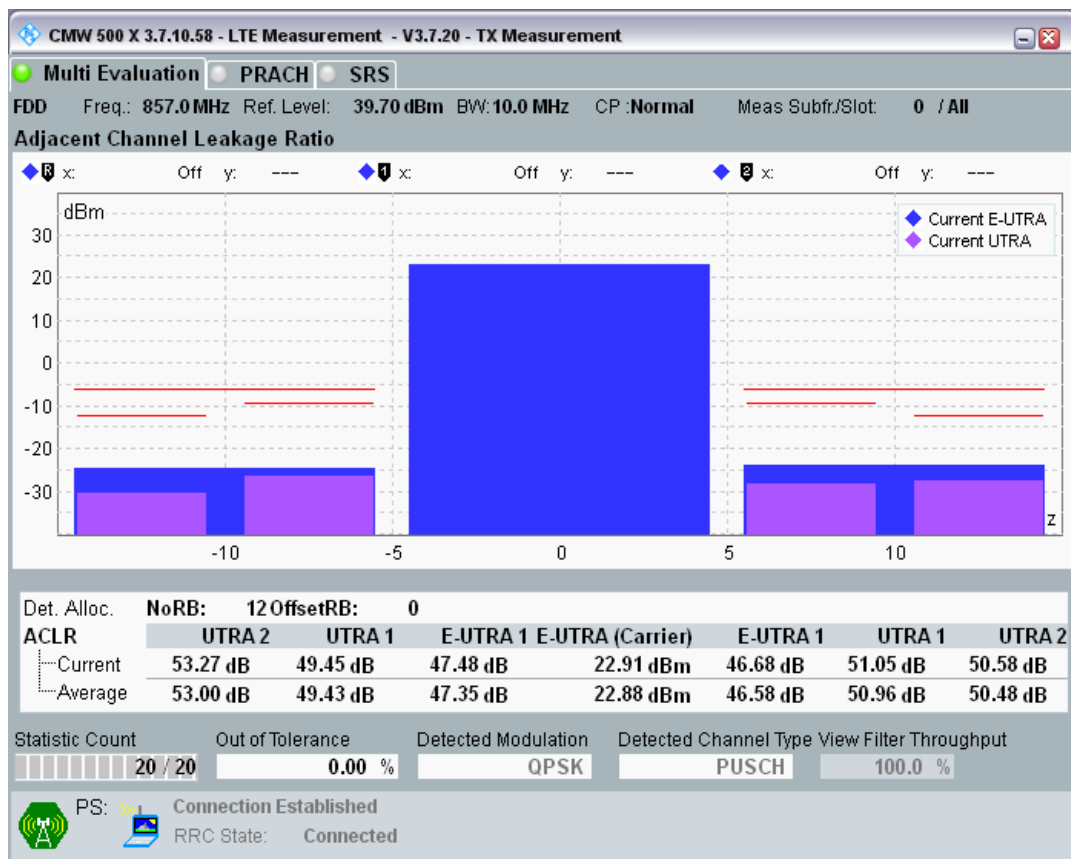 CMW 500 X 3.7.10.58 - LTE Measurement - V3.7.20 - TX Measurement
Multi Evaluation PRACH SRS
FDD Freq.: 857.0 MHz Ref. Level: 39.70 dBm BW: 10.0 MHz CP :Normal Meas Subfr./Slot: 0 / All
Adjacent Channel Leakage Ratio
R x: Off y: --- 1 x: Off y: --- 2 x: Off y: ---
dBm
Current E-UTRA
Current UTRA
30
20
10
0
-10
-20
-30
z
-10 -5 0 5 10
Det. Alloc. NoRB: 12 OffsetRB: 0
ACLR UTRA 2 UTRA 1 E-UTRA 1 E-UTRA (Carrier) E-UTRA 1 UTRA 1 UTRA 2
Current 53.27 dB 49.45 dB 47.48 dB 22.91 dBm 46.68 dB 51.05 dB 50.58 dB
Average 53.00 dB 49.43 dB 47.35 dB 22.88 dBm 46.58 dB 50.96 dB 50.48 dB
Statistic Count Out of Tolerance Detected Modulation Detected Channel Type View Filter Throughput
20 / 20 0.00 % QPSK PUSCH 100.0 %
PS: Connection Established
RRC State: Connected